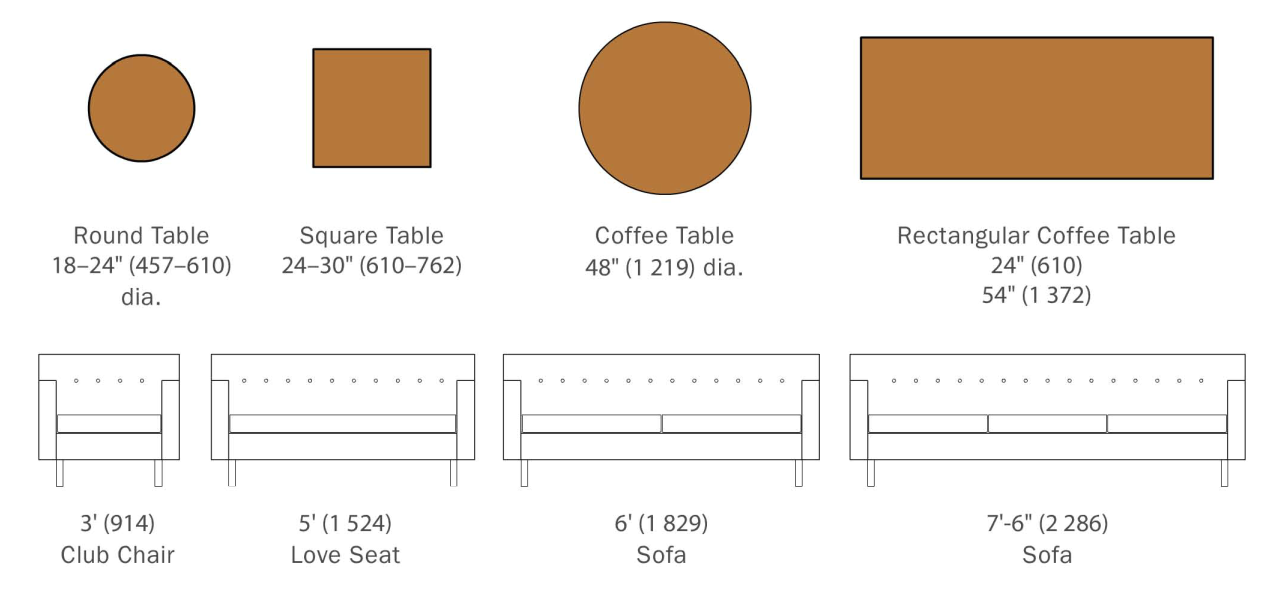 Round Table
18–24" (457–610)
dia.
Square Table
24–30" (610–762)
Coffee Table
48" (1 219) dia.
Rectangular Coffee Table
24" (610)
54" (1 372)
3' (914)
Club Chair
5' (1 524)
Love Seat
6' (1 829)
Sofa
7'-6" (2 286)
Sofa